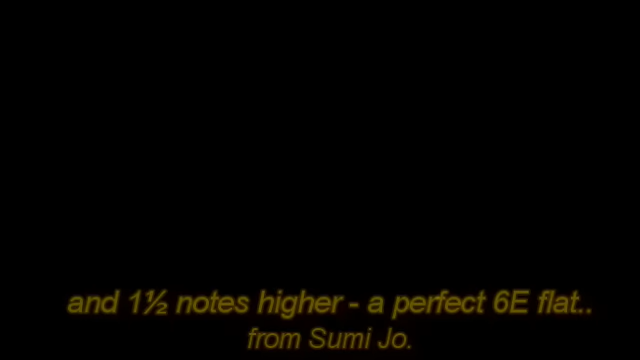 and 1½ notes higher - a perfect 6E flat..
from Sumi Jo.